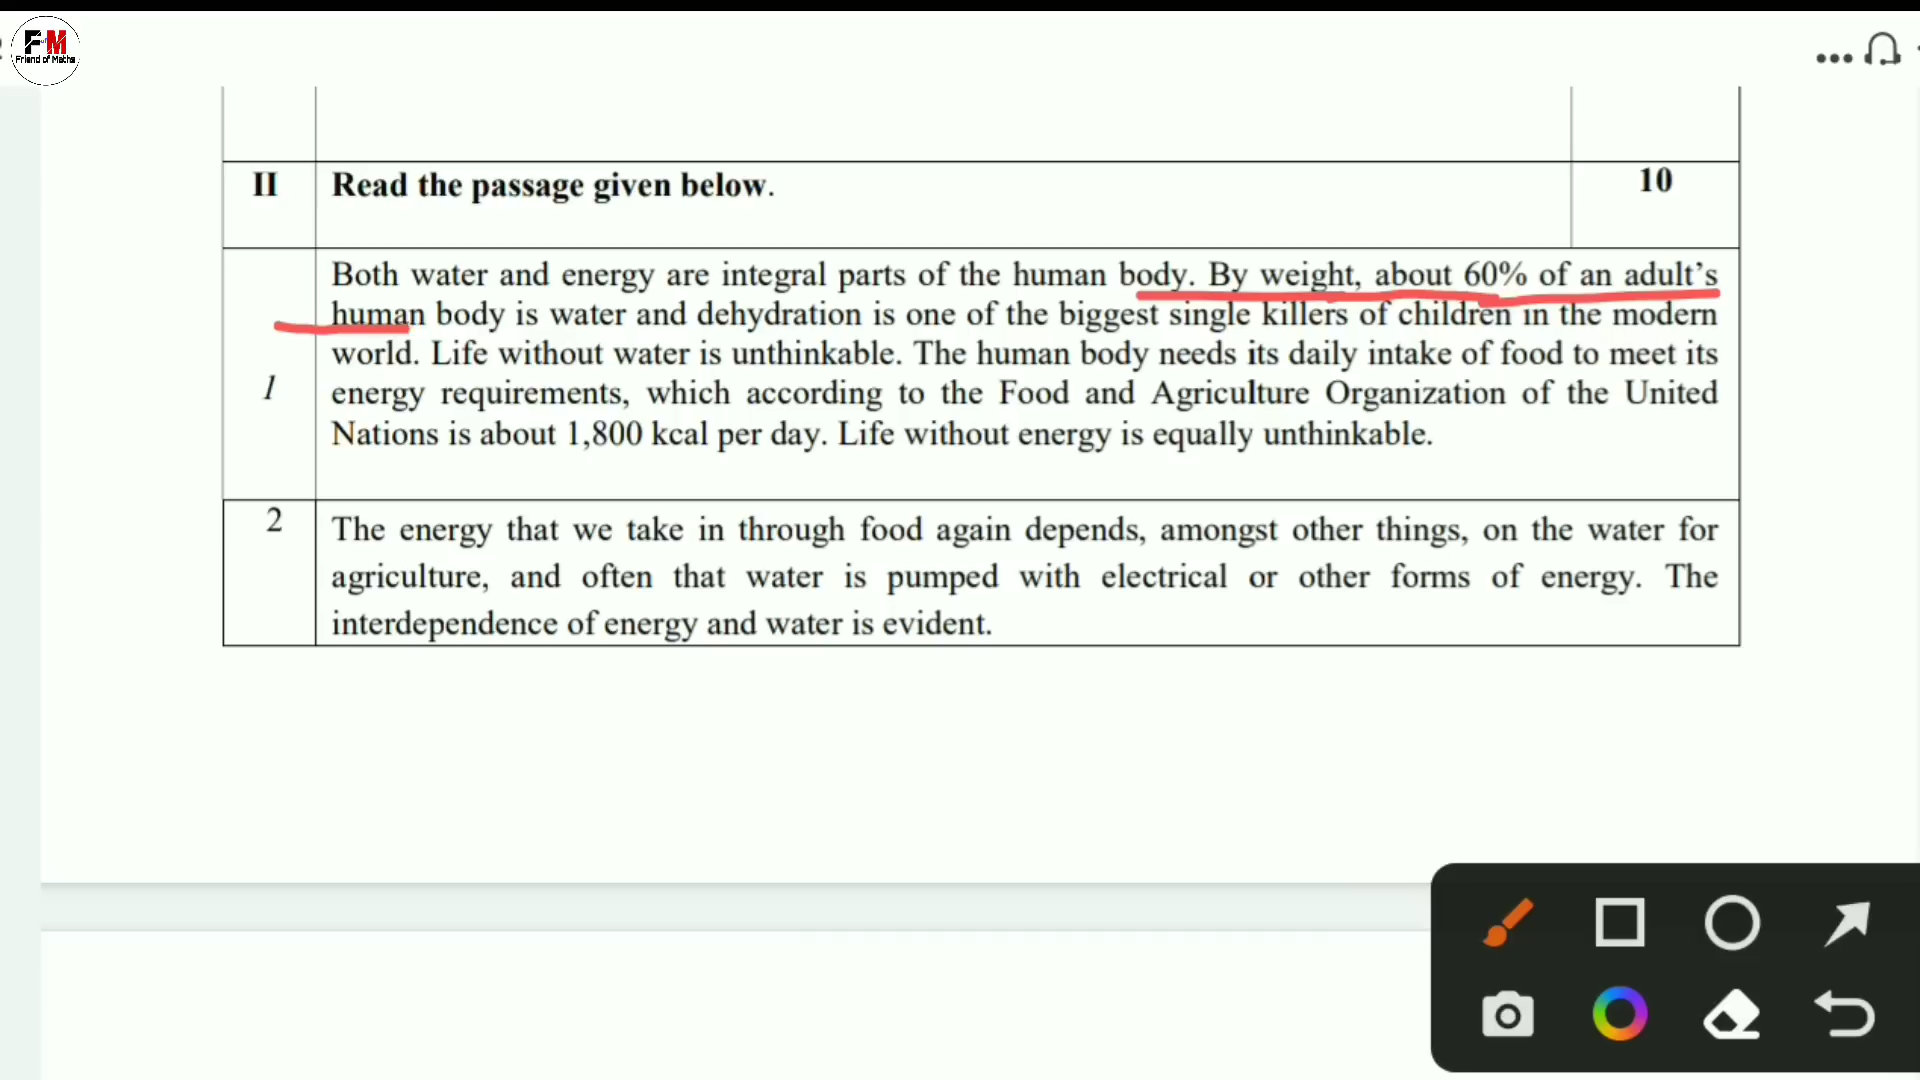 FM
Friend of Maths
II Read the passage given below. 10
Both water and energy are integral parts of the human body. By weight, about 60% of an adult's
human body is water and dehydration is one of the biggest single killers of children in the modern
world. Life without water is unthinkable. The human body needs its daily intake of food to meet its
1 energy requirements, which according to the Food and Agriculture Organization of the United
Nations is about 1,800 kcal per day. Life without energy is equally unthinkable.
2 The energy that we take in through food again depends, amongst other things, on the water for
agriculture, and often that water is pumped with electrical or other forms of energy. The
interdependence of energy and water is evident.